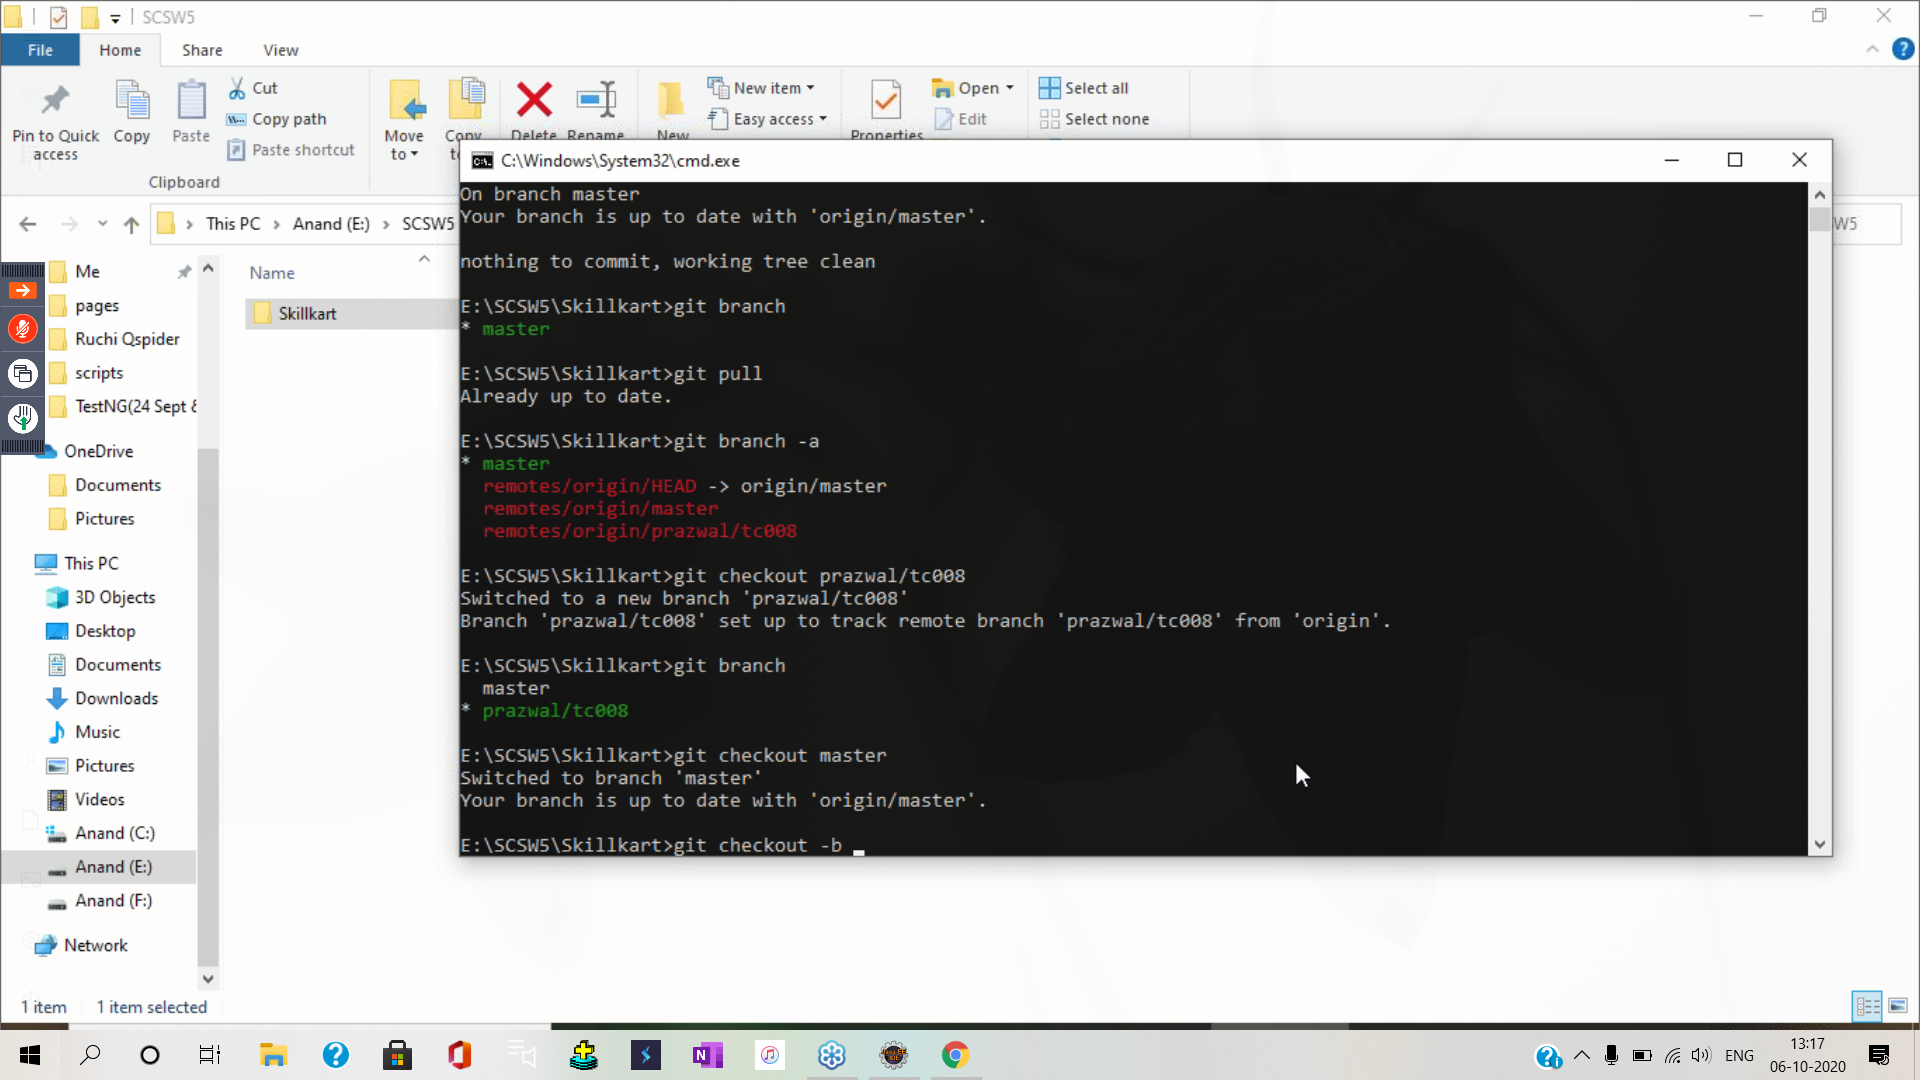 SCSW5
File Home Share View
Pin to Quick access
Copy
Paste
Cut
Copy path
Paste shortcut
Clipboard
Move to
Copy
Delete
Rename
New
New item
Easy access
Properties
Open
Edit
Select all
Select none
C:\Windows\System32\cmd.exe
This PC > Anand (E:) > SCSW5
W5
Name
Skillkart
Me
pages
Ruchi Qspider
scripts
TestNG(24 Sept &
OneDrive
Documents
Pictures
This PC
3D Objects
Desktop
Documents
Downloads
Music
Pictures
Videos
Anand (C:)
Anand (E:)
Anand (F:)
Network
1 item 1 item selected
On branch master
Your branch is up to date with 'origin/master'.
nothing to commit, working tree clean
E:\SCSW5\Skillkart>git branch
* master
E:\SCSW5\Skillkart>git pull
Already up to date.
E:\SCSW5\Skillkart>git branch -a
* master
remotes/origin/HEAD -> origin/master
remotes/origin/master
remotes/origin/prazwal/tc008
E:\SCSW5\Skillkart>git checkout prazwal/tc008
Switched to a new branch 'prazwal/tc008'
Branch 'prazwal/tc008' set up to track remote branch 'prazwal/tc008' from 'origin'.
E:\SCSW5\Skillkart>git branch
master
* prazwal/tc008
E:\SCSW5\Skillkart>git checkout master
Switched to branch 'master'
Your branch is up to date with 'origin/master'.
E:\SCSW5\Skillkart>git checkout -b
ENG
13:17
06-10-2020